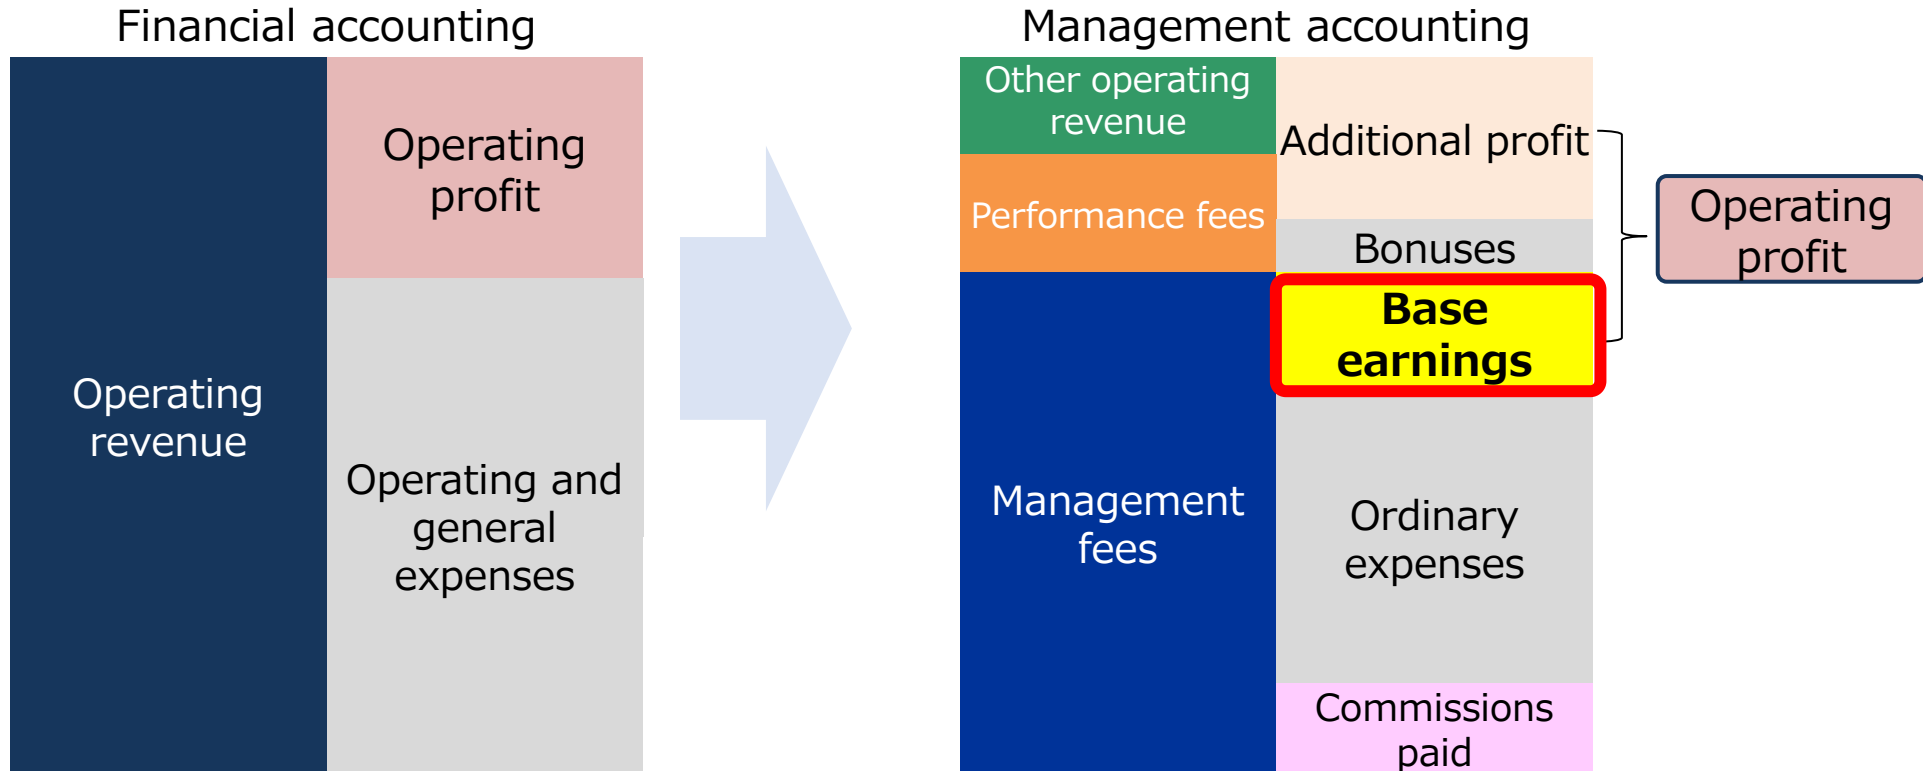 Financial accounting
Operating
revenue
Operating
profit
Operating and
general
expenses
Management accounting
Other operating
revenue
Performance fees
Management
fees
Additional profit
Bonuses
Base
earnings
Ordinary
expenses
Commissions
paid
Operating
profit